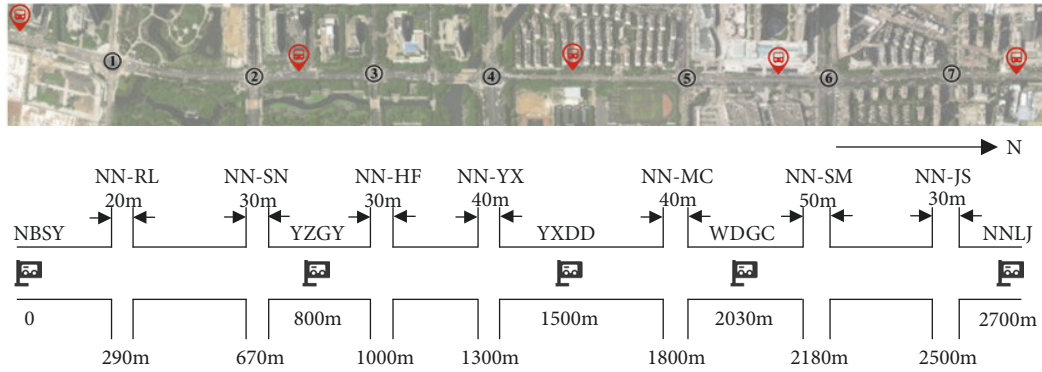 1 2 3 4 5 6 7
N
NN-RL NN-SN NN-HF NN-YX NN-MC NN-SM NN-JS
20m 30m 30m 40m 40m 50m 30m
NBSY YZGY YXDD WDGC NNLJ
0 800m 1500m 2030m 2700m
290m 670m 1000m 1300m 1800m 2180m 2500m